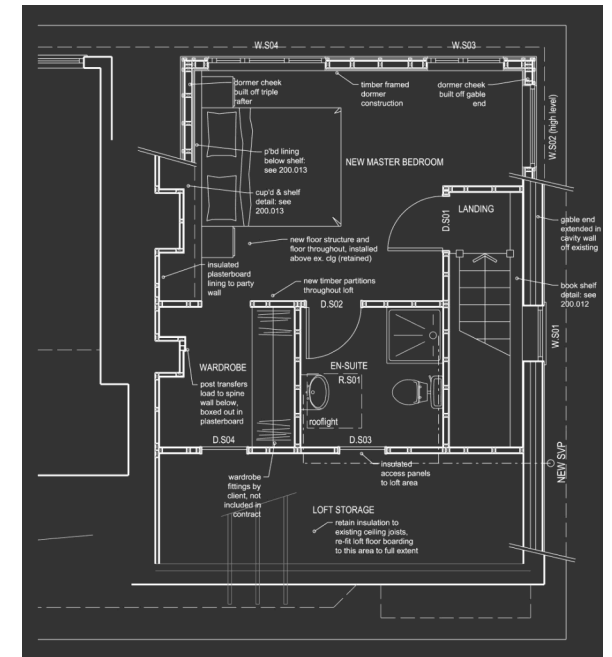 W.S04
W.S03
dormer cheek
built off triple
rafter
timber framed
dormer
construction
dormer cheek
built off gable
end
W.S02 (high level)
p'bd lining
below shelf:
see 200.013
NEW MASTER BEDROOM
cup'd & shelf
detail: see
200.013
D.S01
LANDING
gable end
extended in
cavity wall
off existing
new floor structure and
floor throughout, installed
above ex. clg (retained)
insulated
plasterboard
lining to party
wall
new timber partitions
throughout loft
D.S02
book shelf
detail: see
200.012
W.S01
WARDROBE
EN-SUITE
R.S01
post transfers
load to spine
wall below,
boxed out in
plasterboard
rooflight
D.S04
D.S03
NEW SVP
wardrobe
fittings by
client, not
included in
contract
insulated
access panels
to loft area
LOFT STORAGE
retain insulation to
existing ceiling joists,
re-fit loft floor boarding
to this area to full extent